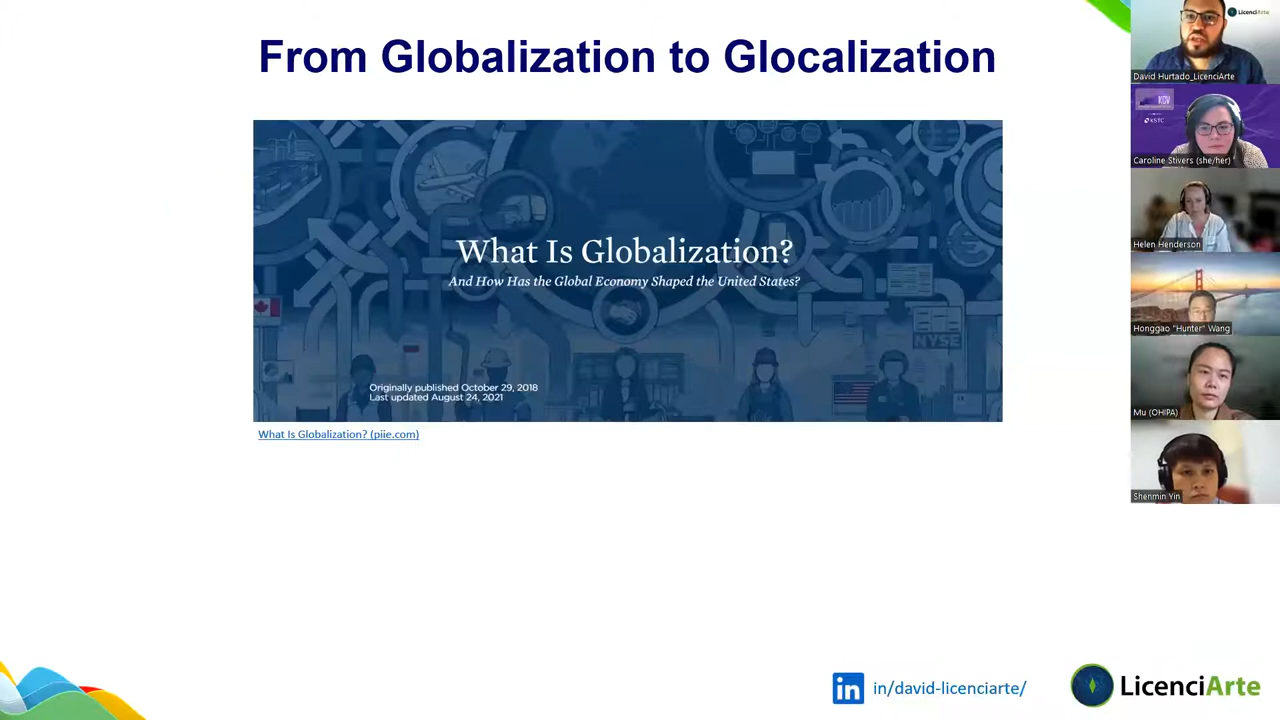 From Globalization to Glocalization
What Is Globalization?
And How Has the Global Economy Shaped the United States?
NYSE
Originally published October 29, 2018
Last updated August 24, 2021
What Is Globalization? (piie.com)
in/david-licenciarte/
LicenciArte
LicenciArte
David Hurtado_LicenciArte
KSTC
Caroline Stivers (she/her)
Helen Henderson
Honggao "Hunter" Wang
Mu (OHIPA)
Shenmin Yin